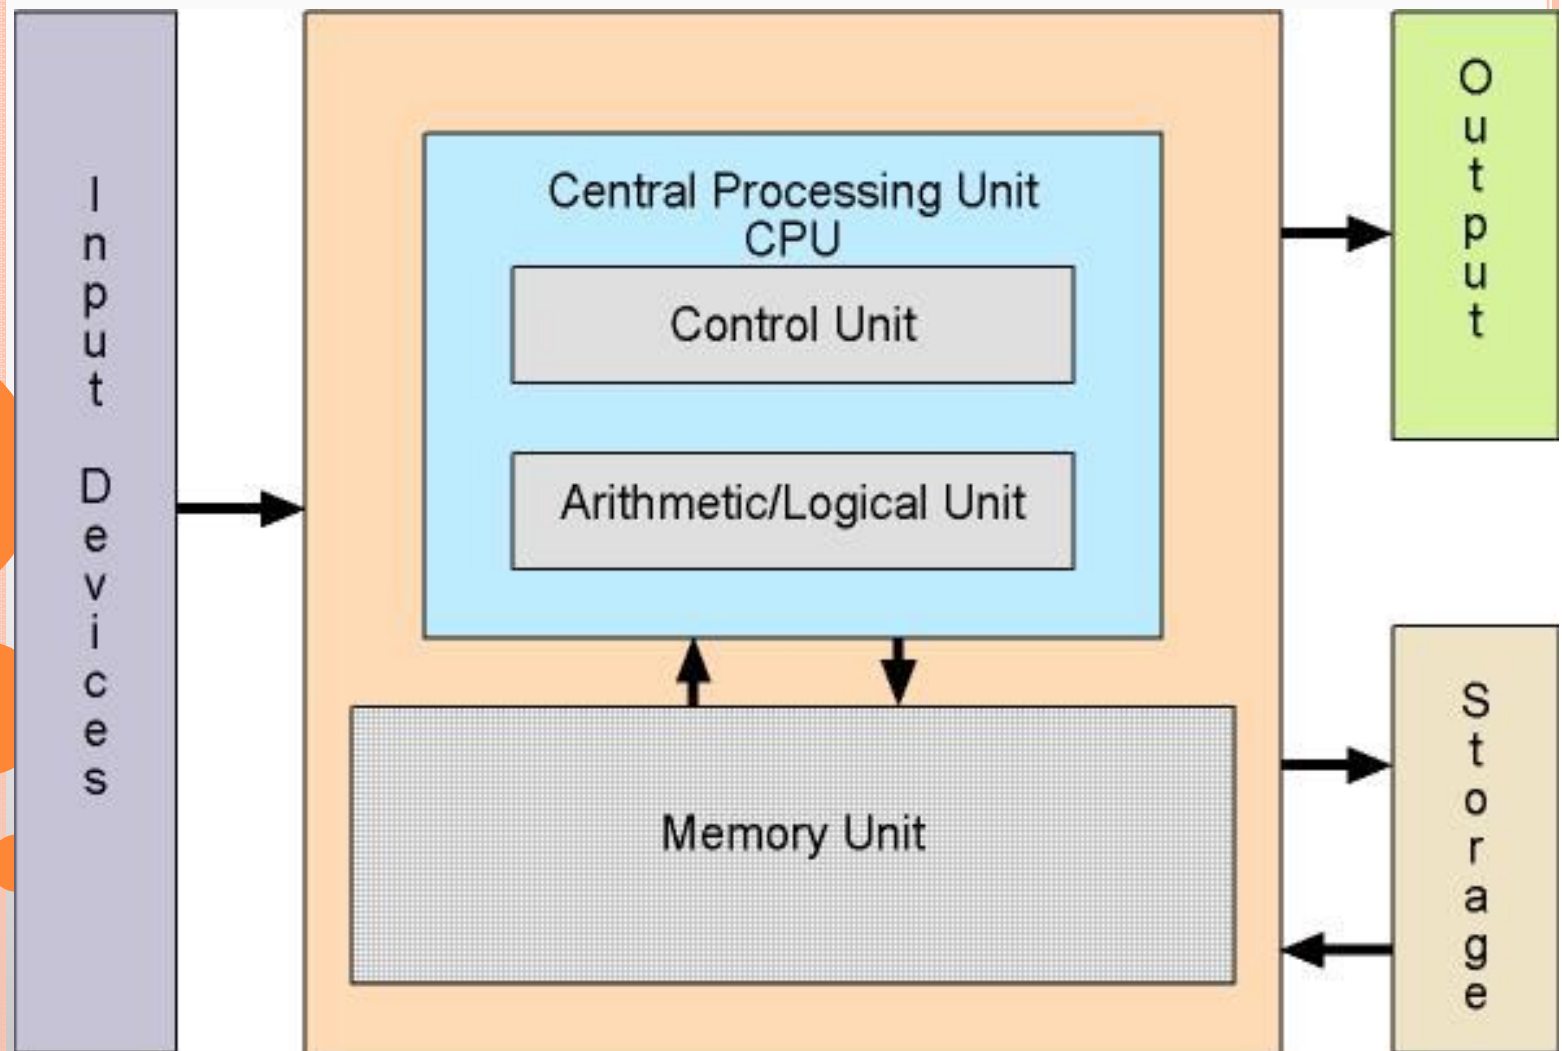 Input Devices
Central Processing Unit
CPU
Control Unit
Arithmetic/Logical Unit
Memory Unit
Output
Storage